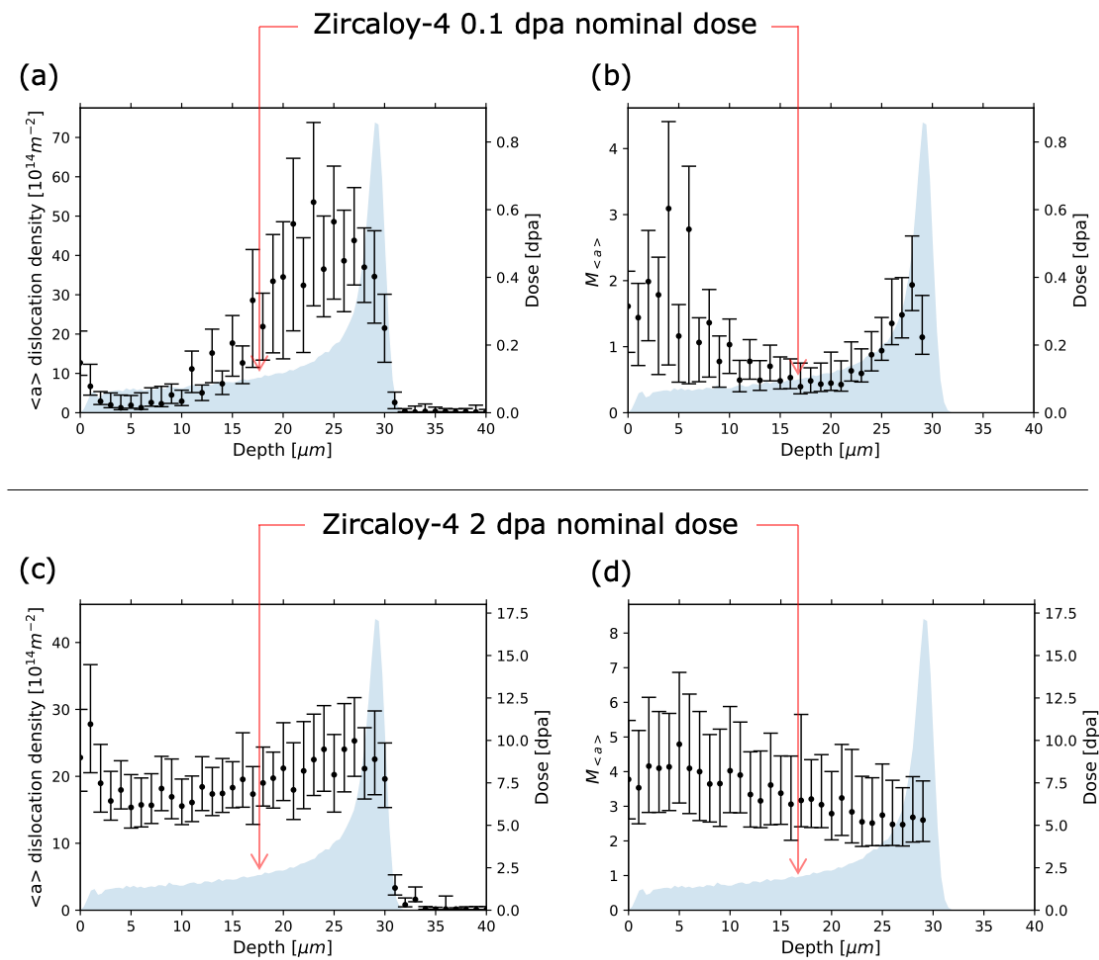 Zircaloy-4 0.1 dpa nominal dose
(a)
(b)
<a> dislocation density [10¹⁴m⁻²]
70
60
50
40
30
20
10
0
0.8
0.6
0.4
0.2
0.0
Dose [dpa]
0 5 10 15 20 25 30 35 40
Depth [μm]
M<a>
4
3
2
1
0
0.8
0.6
0.4
0.2
0.0
Dose [dpa]
0 5 10 15 20 25 30 35 40
Depth [μm]
Zircaloy-4 2 dpa nominal dose
(c)
(d)
<a> dislocation density [10¹⁴m⁻²]
40
30
20
10
0
17.5
15.0
12.5
10.0
7.5
5.0
2.5
0.0
Dose [dpa]
0 5 10 15 20 25 30 35 40
Depth [μm]
M<a>
8
7
6
5
4
3
2
1
0
17.5
15.0
12.5
10.0
7.5
5.0
2.5
0.0
Dose [dpa]
0 5 10 15 20 25 30 35 40
Depth [μm]